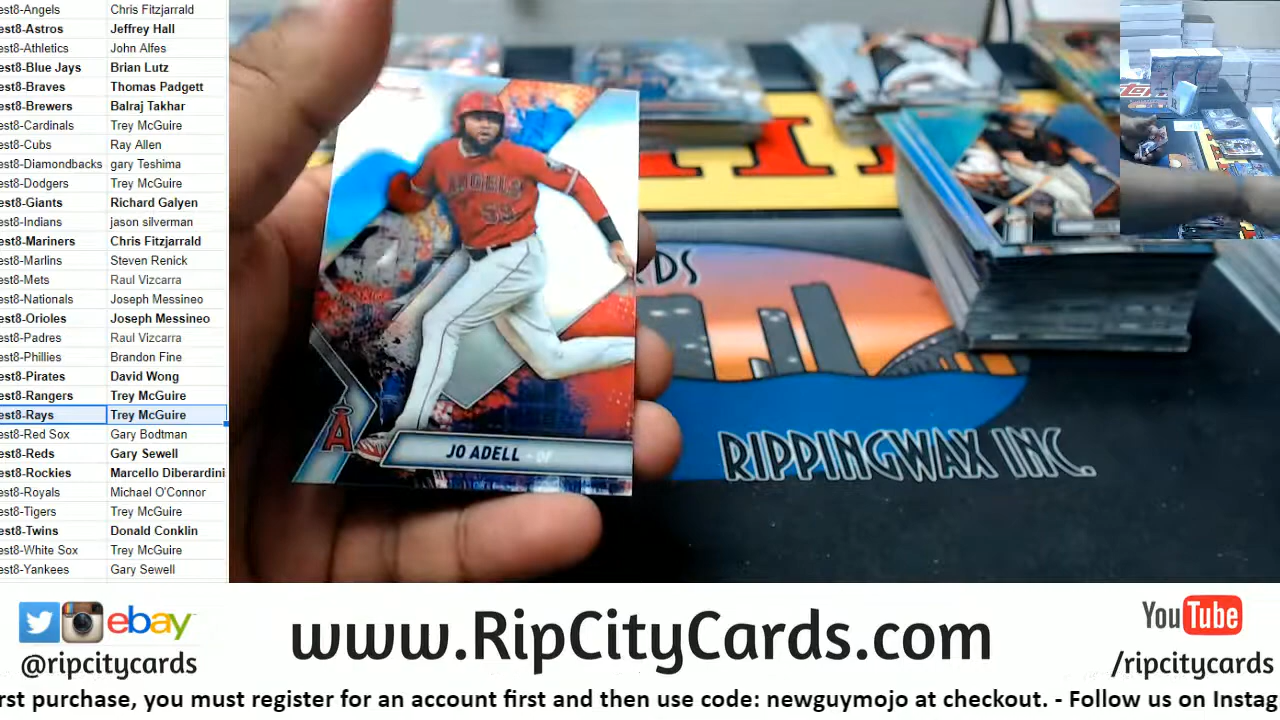 est8-Angels Chris Fitzjarrald
est8-Astros Jeffrey Hall
est8-Athletics John Alfes
est8-Blue Jays Brian Lutz
est8-Braves Thomas Padgett
est8-Brewers Balraj Takhar
est8-Cardinals Trey McGuire
est8-Cubs Ray Allen
est8-Diamondbacks gary Teshima
est8-Dodgers Trey McGuire
est8-Giants Richard Galyen
est8-Indians jason silverman
est8-Mariners Chris Fitzjarrald
est8-Marlins Steven Renick
est8-Mets Raul Vizcarra
est8-Nationals Joseph Messineo
est8-Orioles Joseph Messineo
est8-Padres Raul Vizcarra
est8-Phillies Brandon Fine
est8-Pirates David Wong
est8-Rangers Trey McGuire
est8-Rays Trey McGuire
est8-Red Sox Gary Bodtman
est8-Reds Gary Sewell
est8-Rockies Marcello Diberardini
est8-Royals Michael O'Connor
est8-Tigers Trey McGuire
est8-Twins Donald Conklin
est8-White Sox Trey McGuire
est8-Yankees Gary Sewell
ANGELS
59
A
JO ADELL - OF
RDS
RIPPINGWAX INC.
ebay
@ripcitycards
www.RipCityCards.com
YouTube
/ripcitycards
rst purchase, you must register for an account first and then use code: newguymojo at checkout. - Follow us on Instag